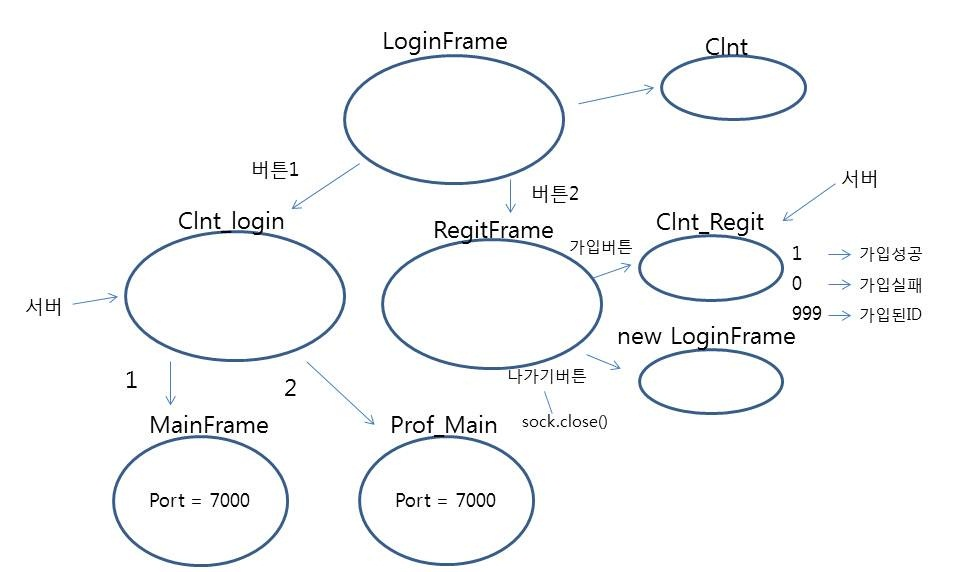 LoginFrame
Clnt
버튼1
버튼2
서버
Clnt_login
RegitFrame
가입버튼
Clnt_Regit
1
가입성공
0
가입실패
999
가입된ID
서버
new LoginFrame
나가기버튼
sock.close()
1
2
MainFrame
Prof_Main
Port = 7000
Port = 7000